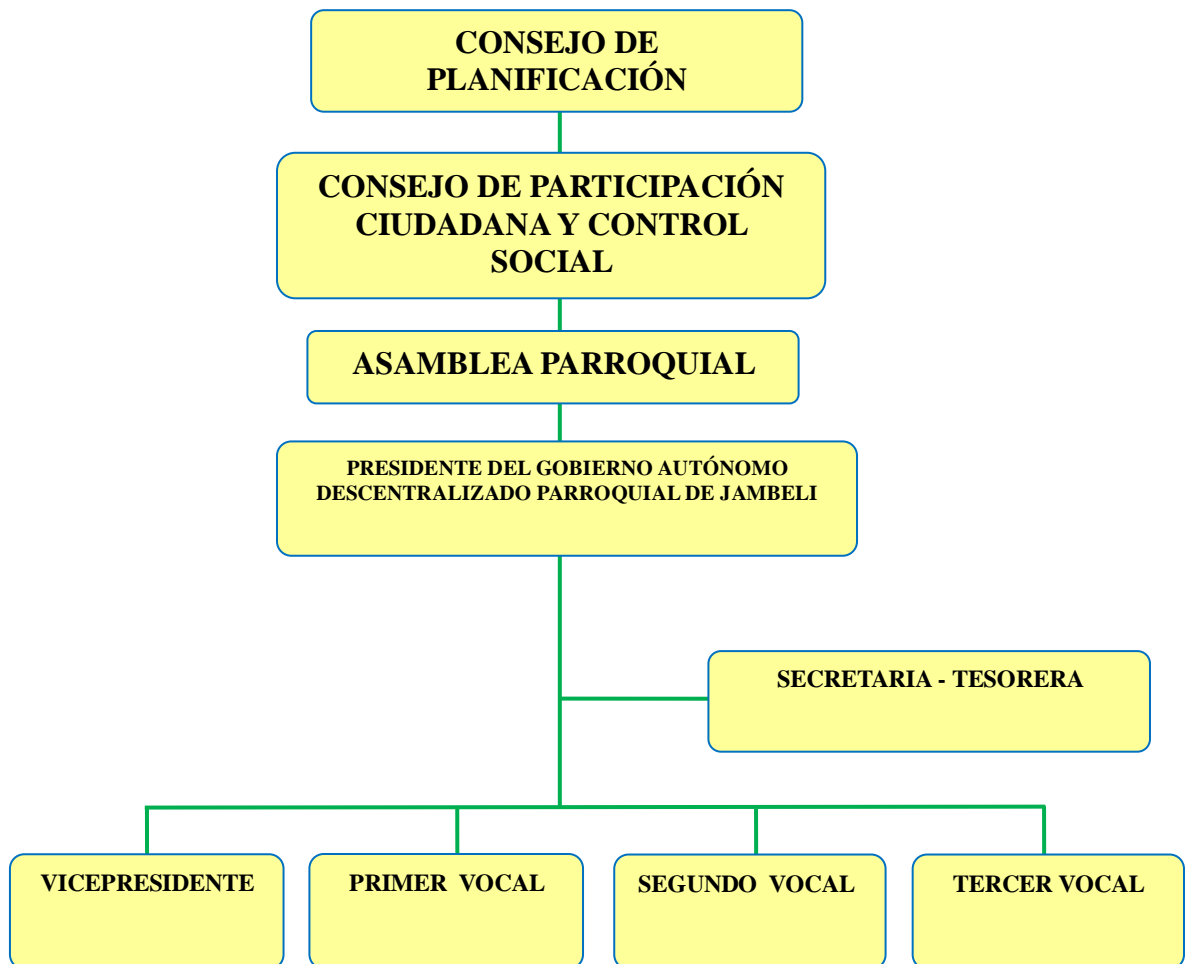 CONSEJO DE
PLANIFICACIÓN
CONSEJO DE PARTICIPACIÓN
CIUDADANA Y CONTROL
SOCIAL
ASAMBLEA PARROQUIAL
PRESIDENTE DEL GOBIERNO AUTÓNOMO
DESCENTRALIZADO PARROQUIAL DE JAMBELI
SECRETARIA - TESORERA
VICEPRESIDENTE
PRIMER VOCAL
SEGUNDO VOCAL
TERCER VOCAL